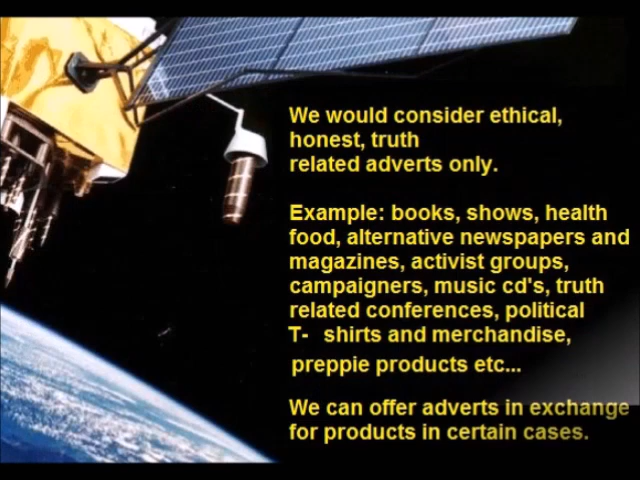 We would consider ethical,
honest, truth
related adverts only.
Example: books, shows, health
food, alternative newspapers and
magazines, activist groups,
campaigners, music cd's, truth
related conferences, political
T- shirts and merchandise,
preppie products etc...
We can offer adverts in exchange
for products in certain cases.